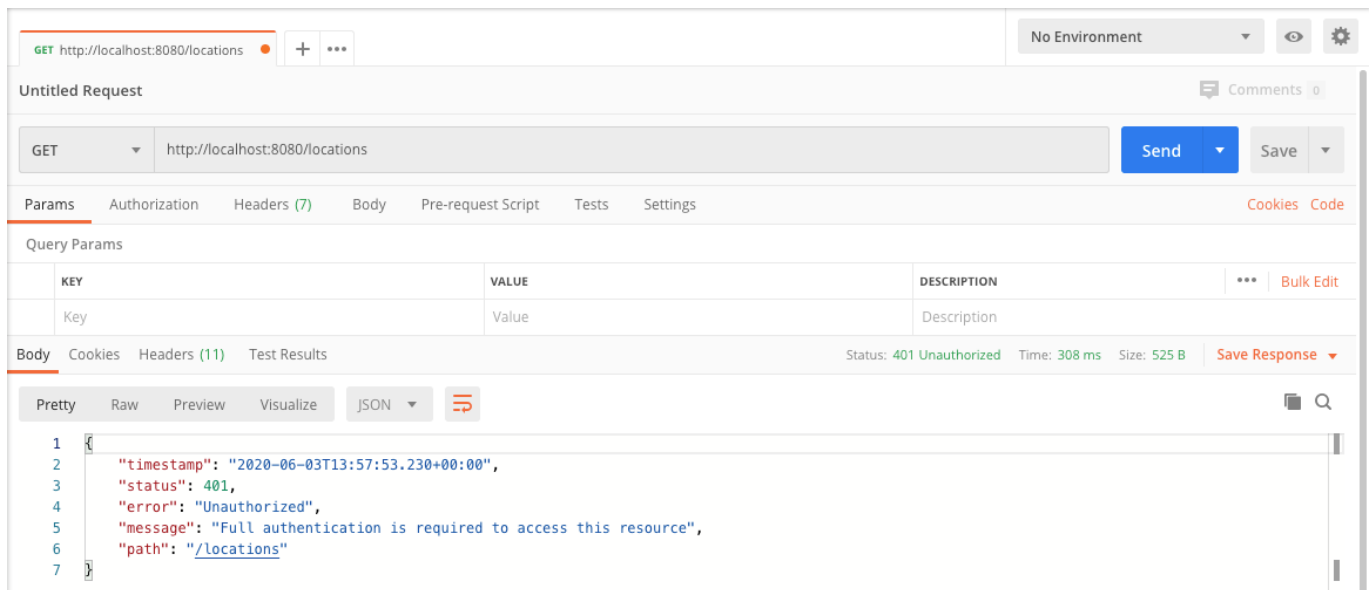 GET http://localhost:8080/locations No Environment
Untitled Request Comments 0
GET http://localhost:8080/locations Send Save
Params Authorization Headers (7) Body Pre-request Script Tests Settings Cookies Code
Query Params
KEY VALUE DESCRIPTION Bulk Edit
Key Value Description
Body Cookies Headers (11) Test Results Status: 401 Unauthorized Time: 308 ms Size: 525 B Save Response
Pretty Raw Preview Visualize JSON
1 {
2 "timestamp": "2020-06-03T13:57:53.230+00:00",
3 "status": 401,
4 "error": "Unauthorized",
5 "message": "Full authentication is required to access this resource",
6 "path": "/locations"
7 }